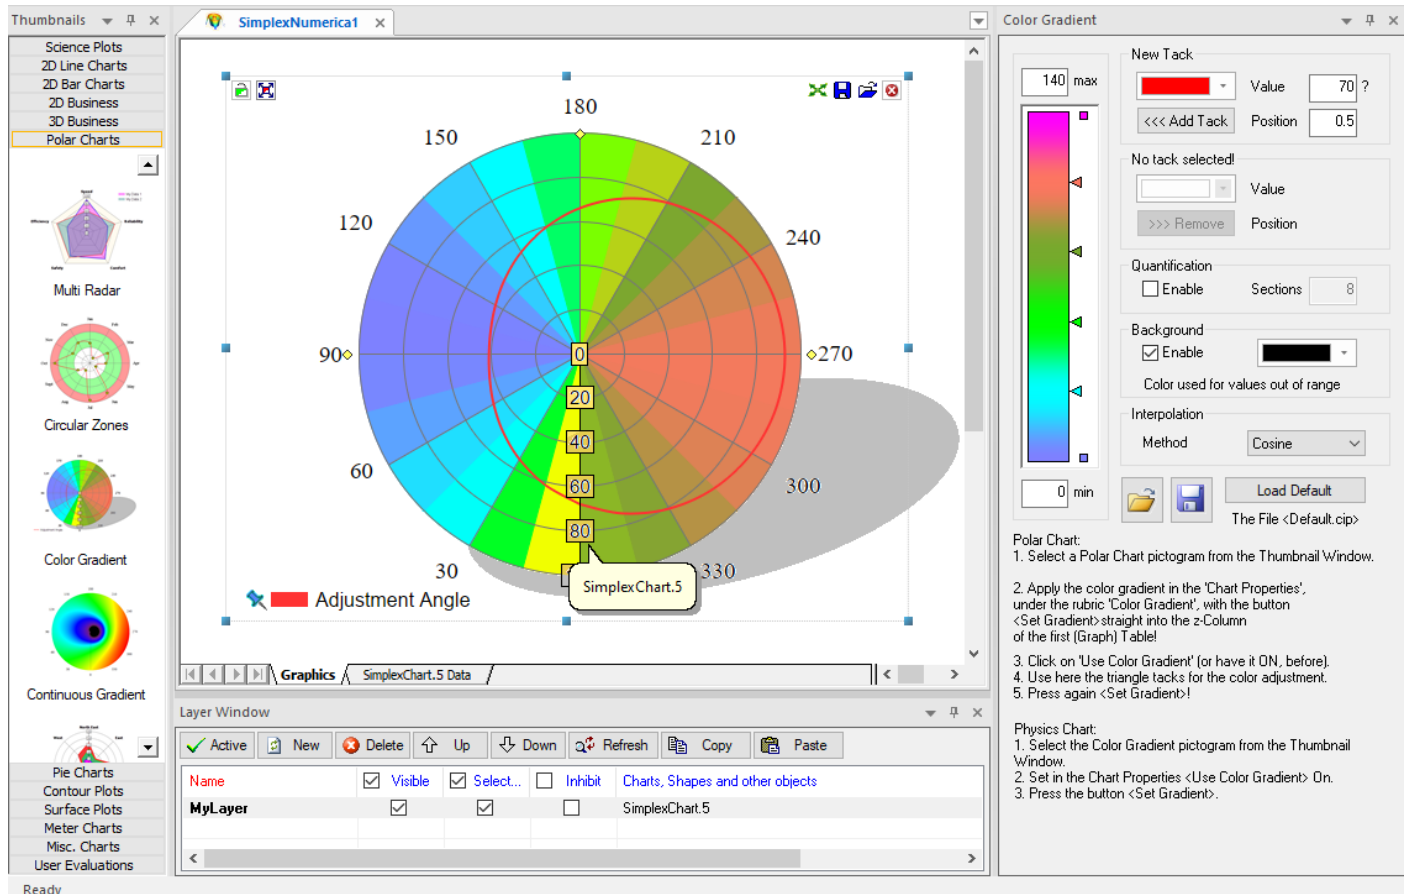 Thumbnails
Science Plots
2D Line Charts
2D Bar Charts
2D Business
3D Business
Polar Charts
Multi Radar
Circular Zones
Color Gradient
Continuous Gradient
Pie Charts
Contour Plots
Surface Plots
Meter Charts
Misc. Charts
User Evaluations
Ready
SimplexNumerica1
180
150
210
120
240
90
270
60
300
30
330
0
20
40
60
80
SimplexChart.5
Adjustment Angle
Graphics
SimplexChart.5 Data
Layer Window
Active
New
Delete
Up
Down
Refresh
Copy
Paste
Name
Visible
Select...
Inhibit
Charts, Shapes and other objects
MyLayer
SimplexChart.5
Color Gradient
140 max
0 min
New Tack
Value 70 ?
<<< Add Tack
Position 0.5
No tack selected!
Value
>>> Remove
Position
Quantification
Enable
Sections 8
Background
Enable
Color used for values out of range
Interpolation
Method Cosine
Load Default
The File <Default.cip>
Polar Chart:
1. Select a Polar Chart pictogram from the Thumbnail Window.
2. Apply the color gradient in the 'Chart Properties',
under the rubric 'Color Gradient', with the button
<Set Gradient>straight into the z-Column
of the first (Graph) Table!
3. Click on 'Use Color Gradient' (or have it ON, before).
4. Use here the triangle tacks for the color adjustment.
5. Press again <Set Gradient>!
Physics Chart:
1. Select the Color Gradient pictogram from the Thumbnail
Window.
2. Set in the Chart Properties <Use Color Gradient> On.
3. Press the button <Set Gradient>.